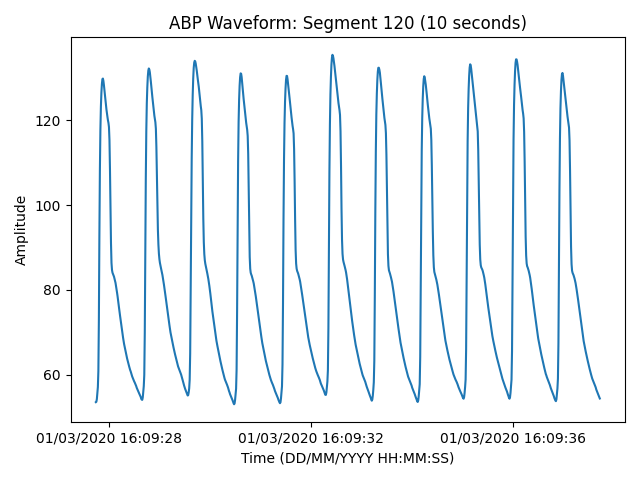 ABP Waveform: Segment 120 (10 seconds)
120
100
80
60
Amplitude
01/03/2020 16:09:28
01/03/2020 16:09:32
01/03/2020 16:09:36
Time (DD/MM/YYYY HH:MM:SS)